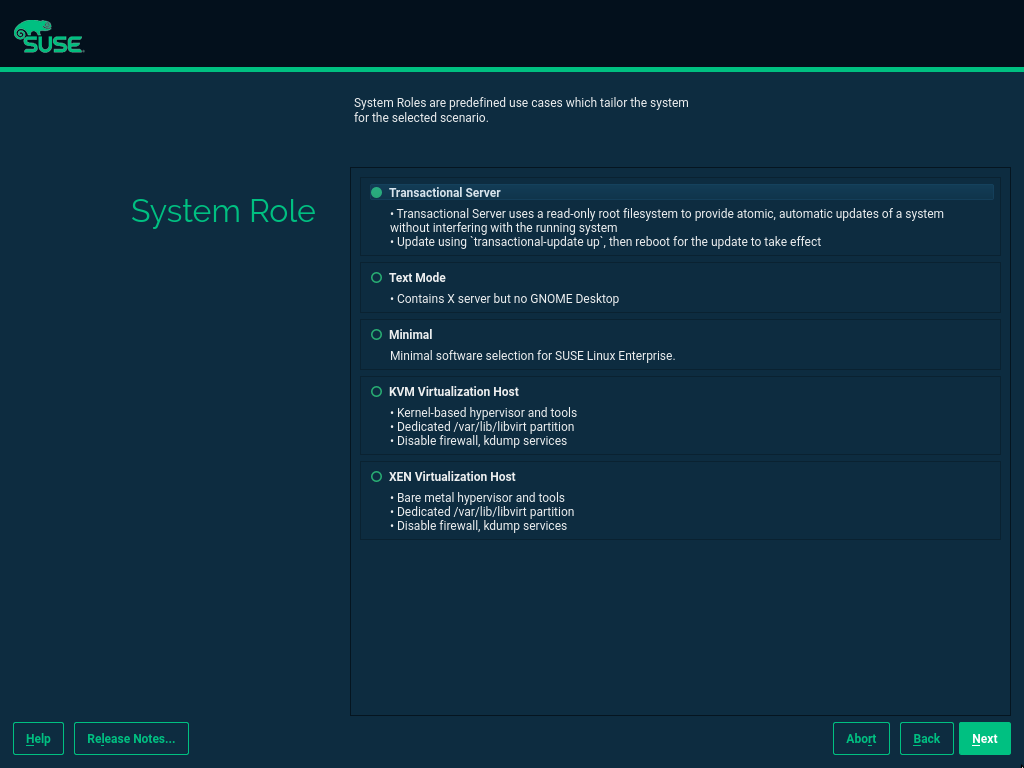 SUSE
System Roles are predefined use cases which tailor the system
for the selected scenario.
System Role
Transactional Server
• Transactional Server uses a read-only root filesystem to provide atomic, automatic updates of a system
without interfering with the running system
• Update using `transactional-update up`, then reboot for the update to take effect
Text Mode
• Contains X server but no GNOME Desktop
Minimal
Minimal software selection for SUSE Linux Enterprise.
KVM Virtualization Host
• Kernel-based hypervisor and tools
• Dedicated /var/lib/libvirt partition
• Disable firewall, kdump services
XEN Virtualization Host
• Bare metal hypervisor and tools
• Dedicated /var/lib/libvirt partition
• Disable firewall, kdump services
Help
Release Notes...
Abort
Back
Next